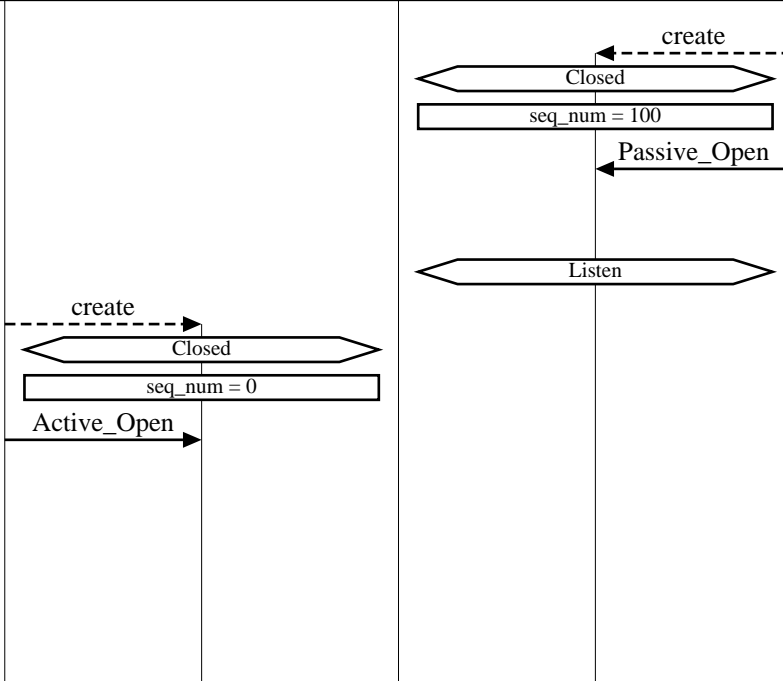 create
Closed
seq_num = 100
Passive_Open
Listen
create
Closed
seq_num = 0
Active_Open